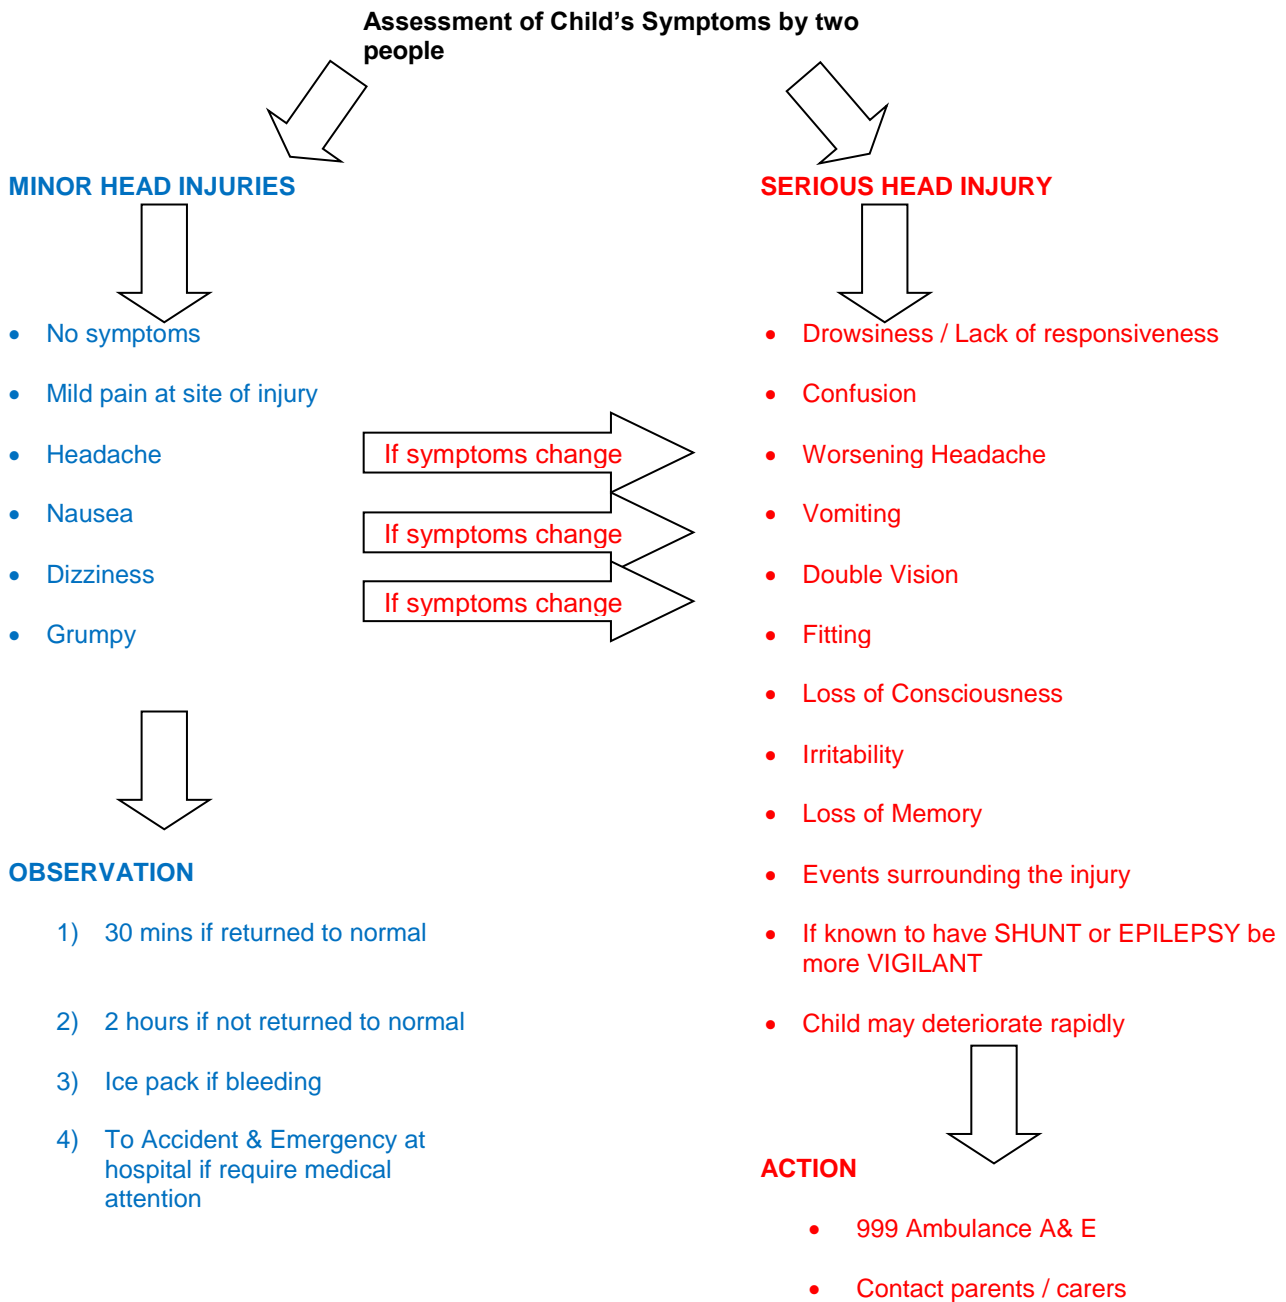 Assessment of Child's Symptoms by two
people
MINOR HEAD INJURIES
• No symptoms
• Mild pain at site of injury
• Headache
• Nausea
• Dizziness
• Grumpy
If symptoms change
If symptoms change
If symptoms change
OBSERVATION
1) 30 mins if returned to normal
2) 2 hours if not returned to normal
3) Ice pack if bleeding
4) To Accident & Emergency at
hospital if require medical
attention
SERIOUS HEAD INJURY
• Drowsiness / Lack of responsiveness
• Confusion
• Worsening Headache
• Vomiting
• Double Vision
• Fitting
• Loss of Consciousness
• Irritability
• Loss of Memory
• Events surrounding the injury
• If known to have SHUNT or EPILEPSY be
more VIGILANT
• Child may deteriorate rapidly
ACTION
• 999 Ambulance A& E
• Contact parents / carers